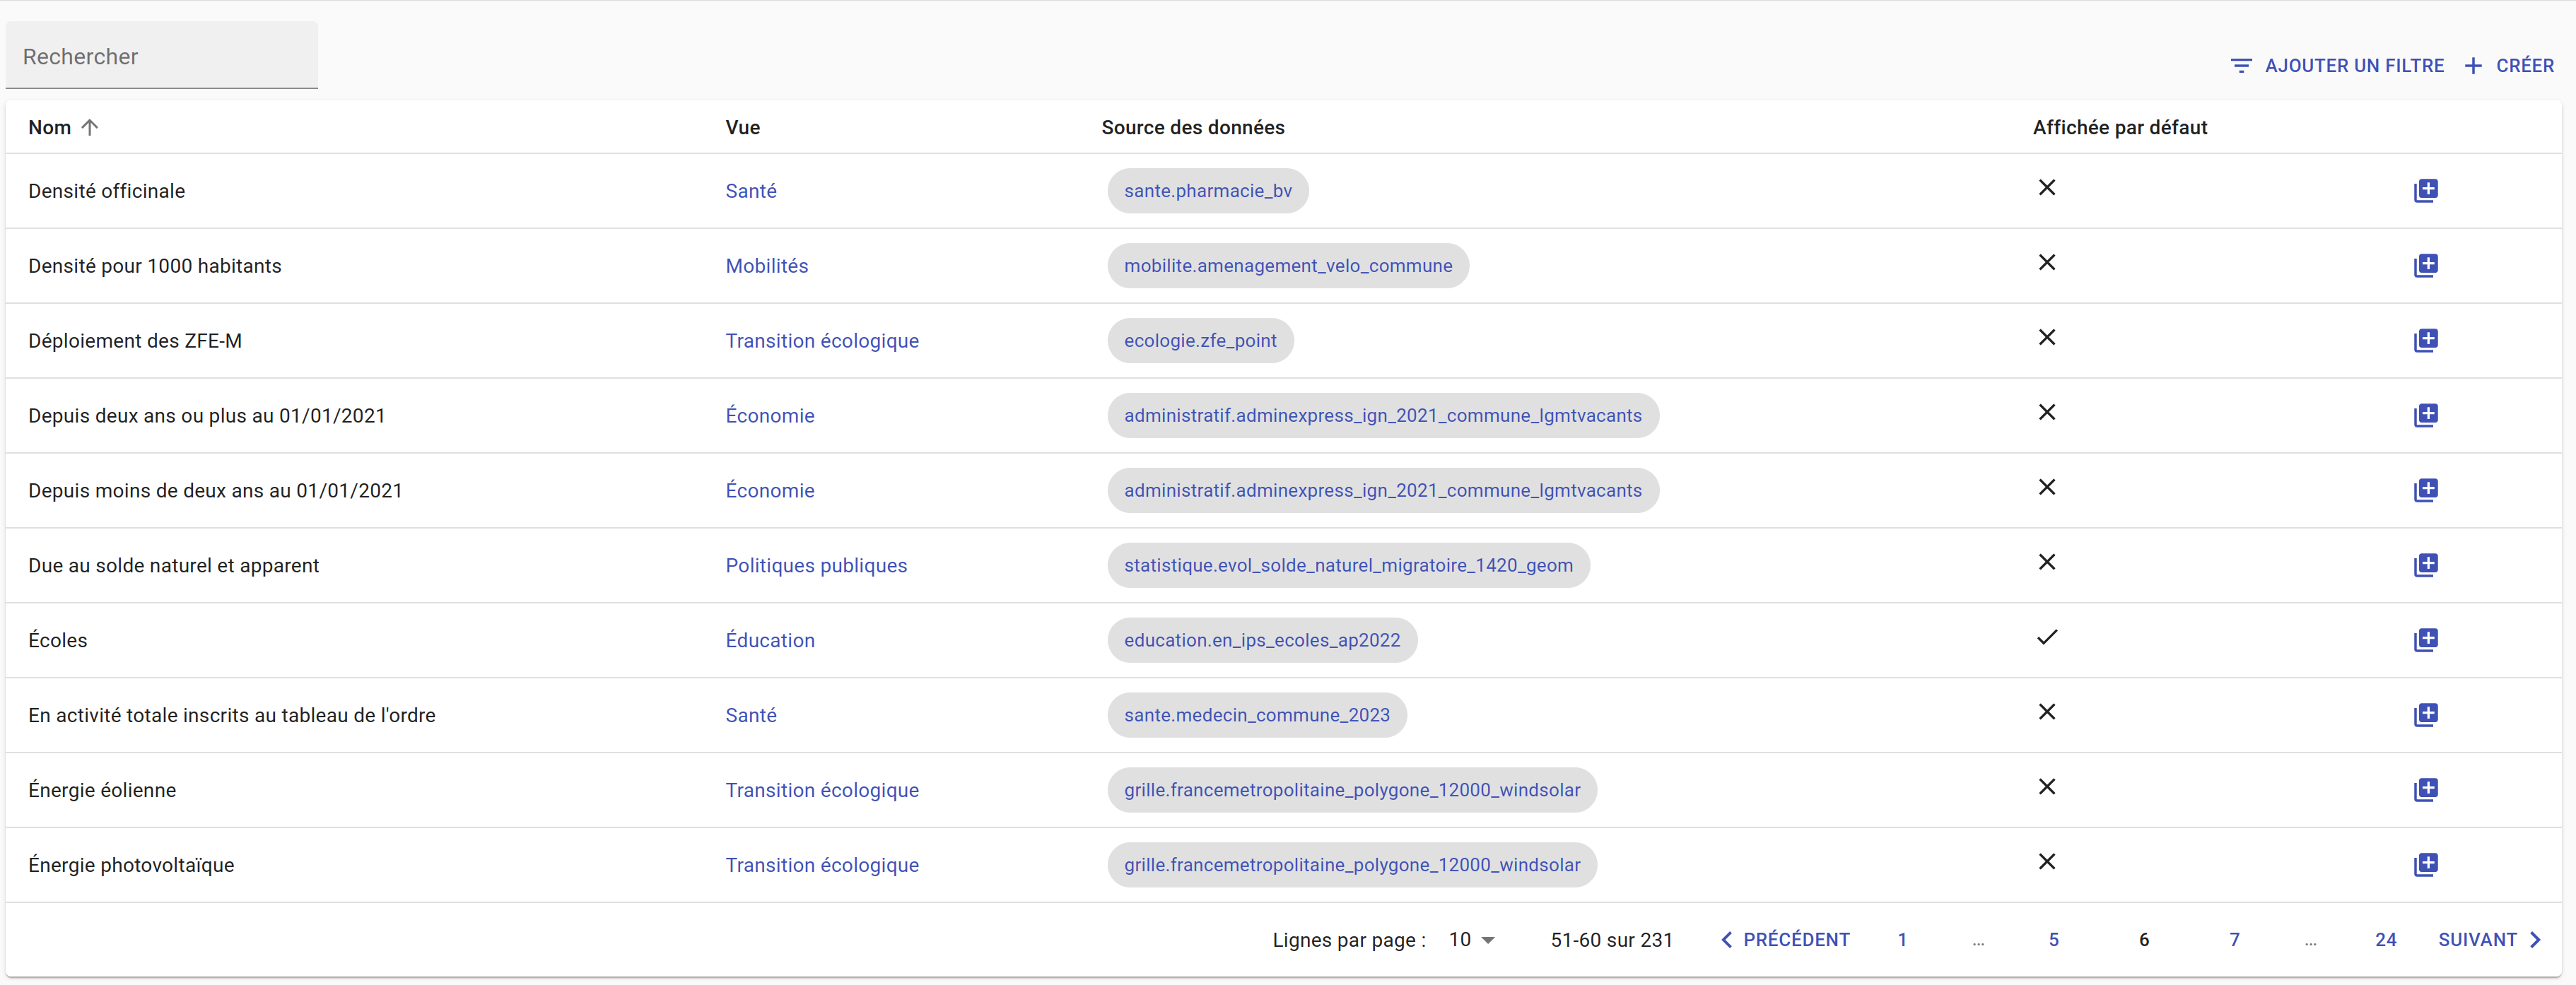 Rechercher
AJOUTER UN FILTRE CRÉER
Nom Vue Source des données Affichée par défaut
Densité officinale Santé sante.pharmacie_bv
Densité pour 1000 habitants Mobilités mobilite.amenagement_velo_commune
Déploiement des ZFE-M Transition écologique ecologie.zfe_point
Depuis deux ans ou plus au 01/01/2021 Économie administratif.adminexpress_ign_2021_commune_lgmtvacants
Depuis moins de deux ans au 01/01/2021 Économie administratif.adminexpress_ign_2021_commune_lgmtvacants
Due au solde naturel et apparent Politiques publiques statistique.evol_solde_naturel_migratoire_1420_geom
Écoles Éducation education.en_ips_ecoles_ap2022
En activité totale inscrits au tableau de l'ordre Santé sante.medecin_commune_2023
Énergie éolienne Transition écologique grille.francemetropolitaine_polygone_12000_windsolar
Énergie photovoltaïque Transition écologique grille.francemetropolitaine_polygone_12000_windsolar
Lignes par page : 10 51-60 sur 231 PRÉCÉDENT 1 ... 5 6 7 ... 24 SUIVANT